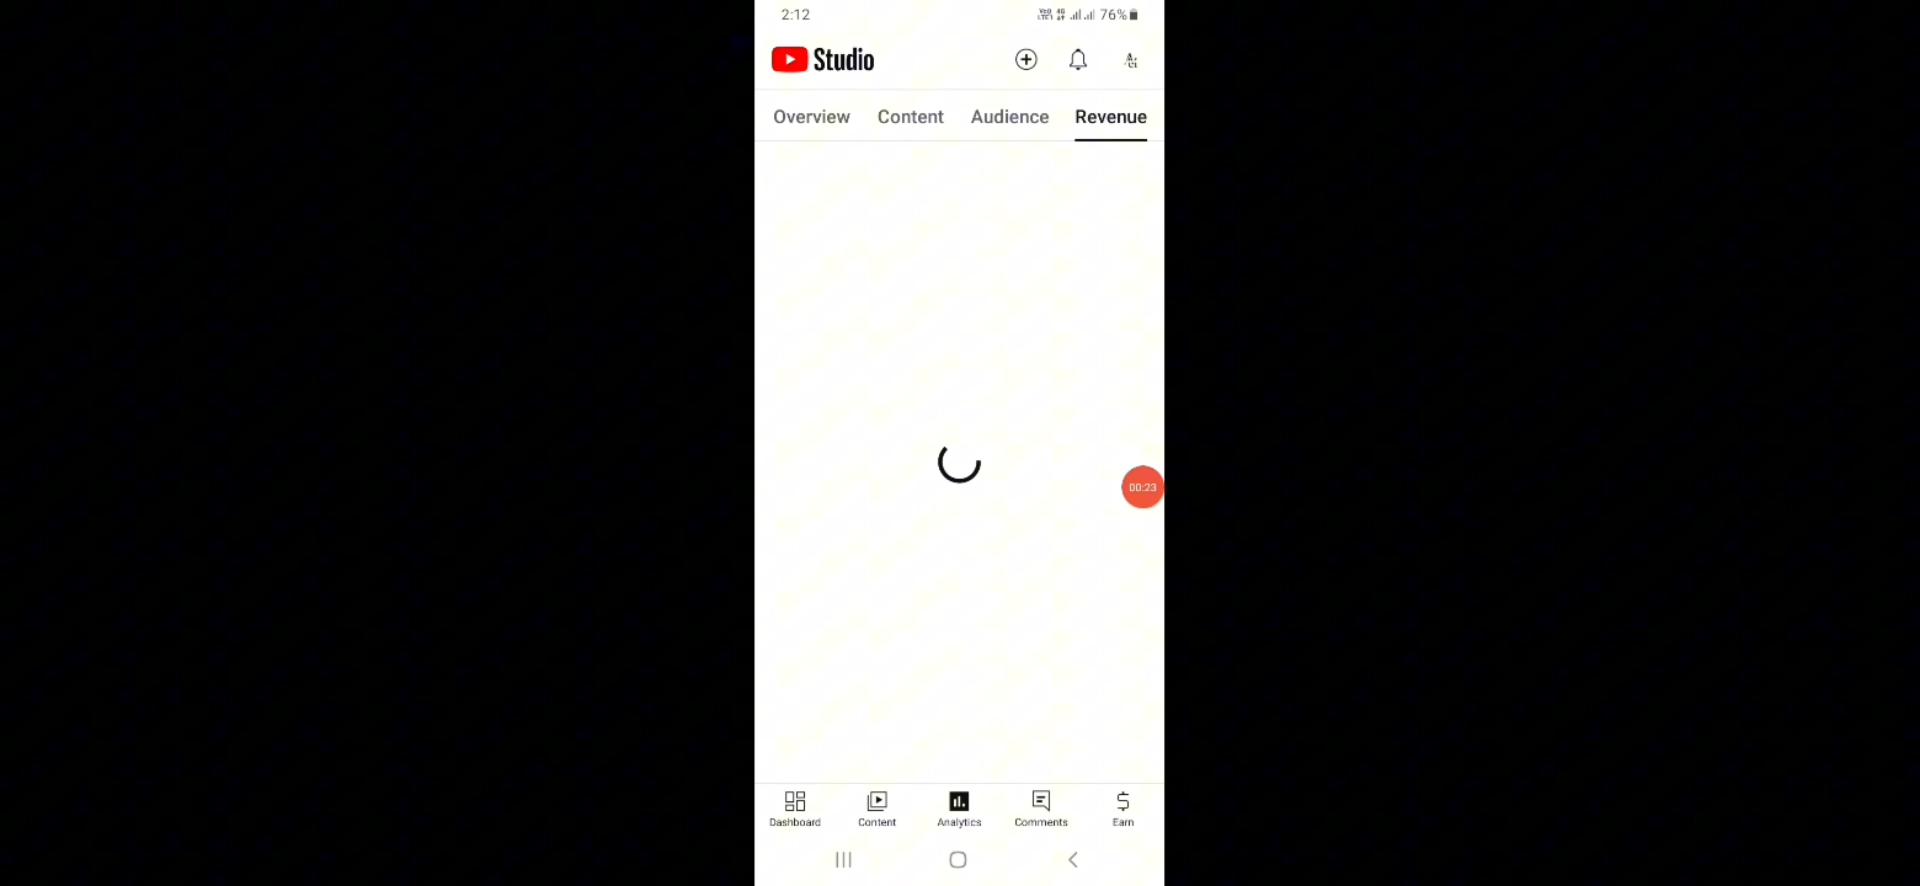 2:12
76%
Studio
Overview Content Audience Revenue
00:23
Dashboard Content Analytics Comments Earn